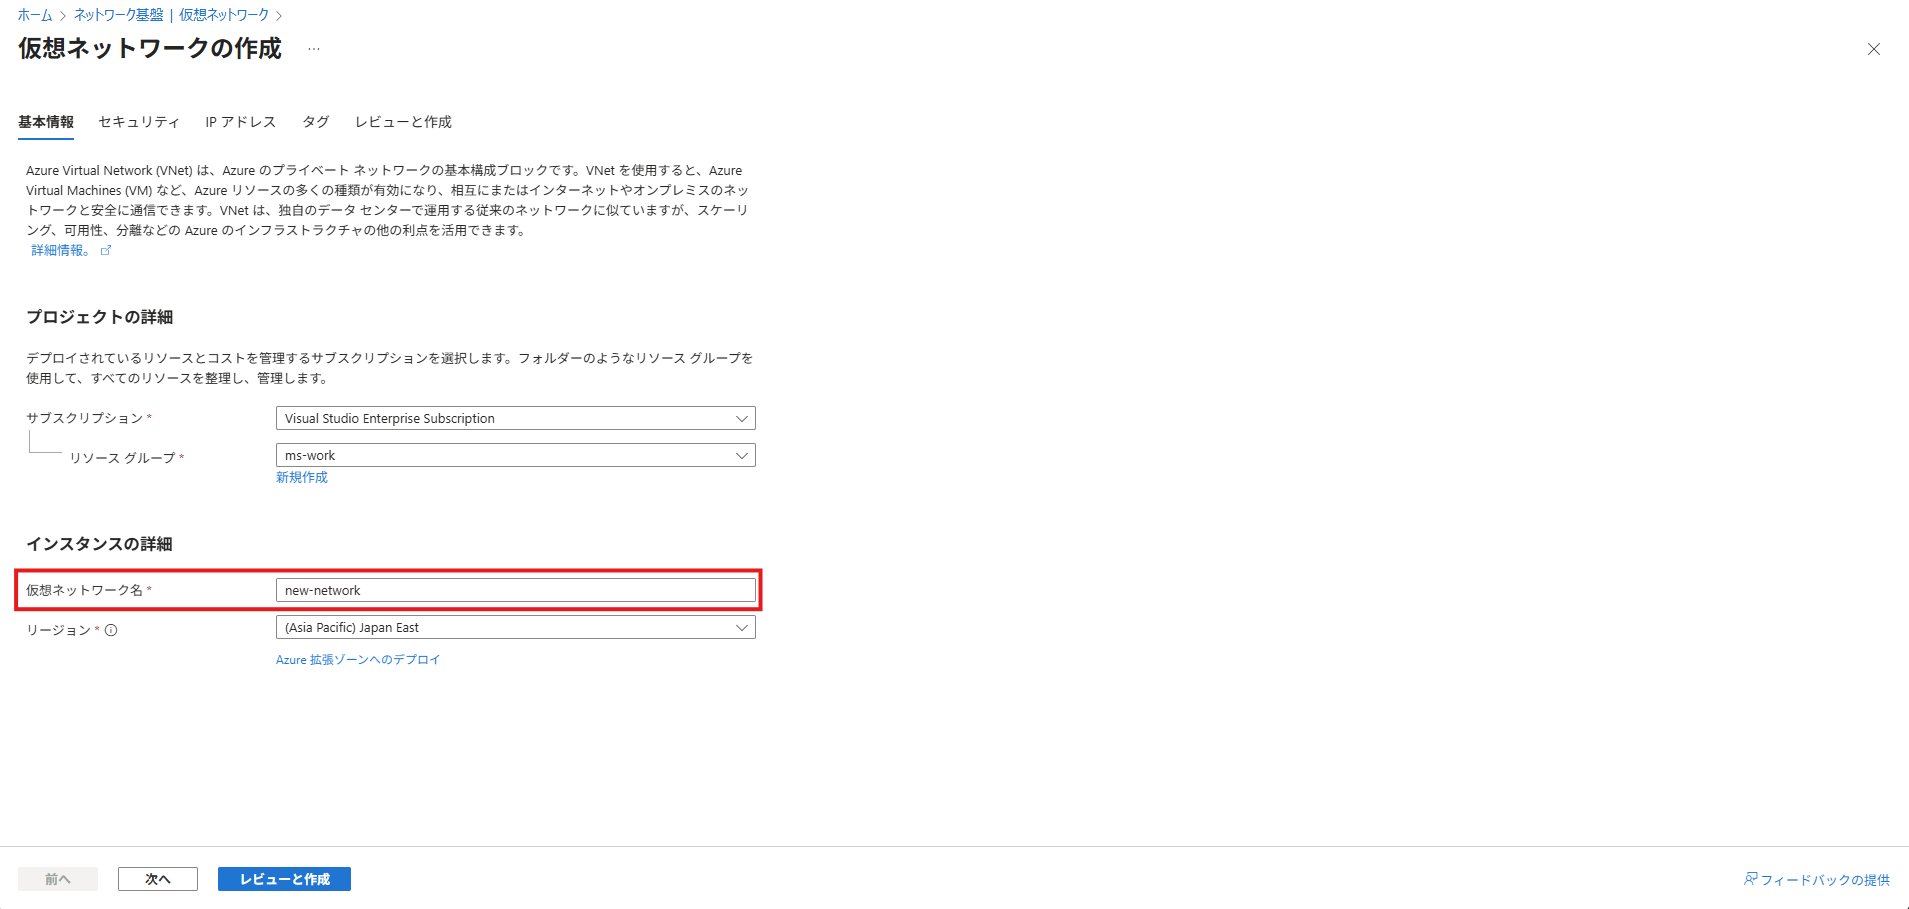 ホーム > ネットワーク基盤 | 仮想ネットワーク >
仮想ネットワークの作成 …
基本情報 セキュリティ IP アドレス タグ レビューと作成
Azure Virtual Network (VNet) は、Azure のプライベート ネットワークの基本構成ブロックです。VNet を使用すると、Azure
Virtual Machines (VM) など、Azure リソースの多くの種類が有効になり、相互にまたはインターネットやオンプレミスのネッ
トワークと安全に通信できます。VNet は、独自のデータ センターで運用する従来のネットワークに似ていますが、スケーリ
ング、可用性、分離などの Azure のインフラストラクチャの他の利点を活用できます。
詳細情報。
プロジェクトの詳細
デプロイされているリソースとコストを管理するサブスクリプションを選択します。フォルダーのようなリソース グループを
使用して、すべてのリソースを整理し、管理します。
サブスクリプション * Visual Studio Enterprise Subscription
リソース グループ * ms-work
新規作成
インスタンスの詳細
仮想ネットワーク名 * new-network
リージョン * (Asia Pacific) Japan East
Azure 拡張ゾーンへのデプロイ
前へ 次へ レビューと作成 フィードバックの提供